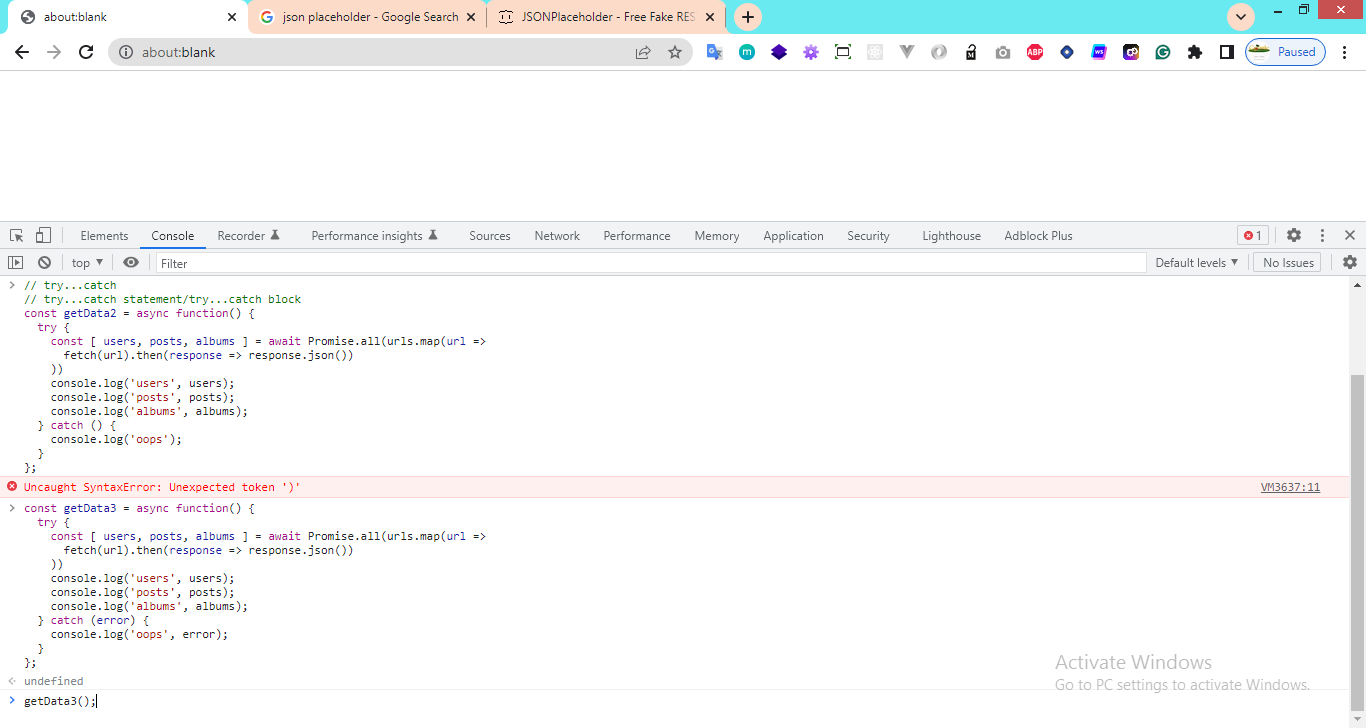 about:blank
json placeholder - Google Search
JSONPlaceholder - Free Fake RES
about:blank
Paused
Elements Console Recorder Performance insights Sources Network Performance Memory Application Security Lighthouse Adblock Plus 1
top Filter Default levels No Issues
// try...catch
// try...catch statement/try...catch block
const getData2 = async function() {
  try {
    const [ users, posts, albums ] = await Promise.all(urls.map(url =>
      fetch(url).then(response => response.json())
    ))
    console.log('users', users);
    console.log('posts', posts);
    console.log('albums', albums);
  } catch () {
    console.log('oops');
  }
};
Uncaught SyntaxError: Unexpected token ')' VM3637:11
const getData3 = async function() {
  try {
    const [ users, posts, albums ] = await Promise.all(urls.map(url =>
      fetch(url).then(response => response.json())
    ))
    console.log('users', users);
    console.log('posts', posts);
    console.log('albums', albums);
  } catch (error) {
    console.log('oops', error);
  }
};
undefined
getData3();
Activate Windows
Go to PC settings to activate Windows.